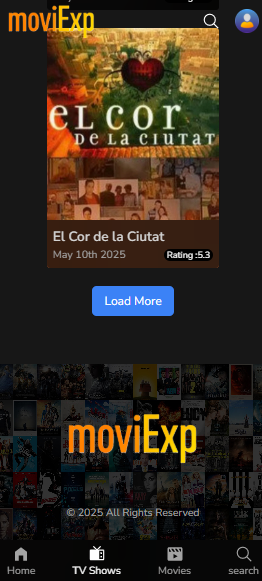 moviExp
EL COR
DE LA CIUTAT
El Cor de la Ciutat
May 10th 2025
Rating :5.3
Load More
moviExp
© 2025 All Rights Reserved
Home
TV Shows
Movies
search